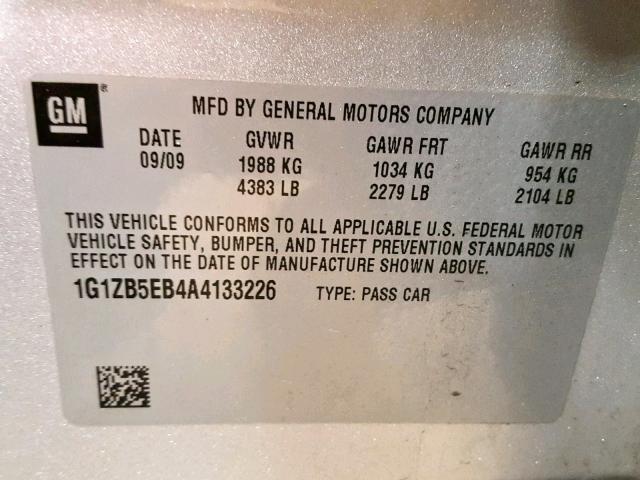 GM®
MFD BY GENERAL MOTORS COMPANY
DATE GVWR GAWR FRT GAWR RR
09/09 1988 KG 1034 KG 954 KG
4383 LB 2279 LB 2104 LB
THIS VEHICLE CONFORMS TO ALL APPLICABLE U.S. FEDERAL MOTOR
VEHICLE SAFETY, BUMPER, AND THEFT PREVENTION STANDARDS IN
EFFECT ON THE DATE OF MANUFACTURE SHOWN ABOVE.
1G1ZB5EB4A4133226 TYPE: PASS CAR